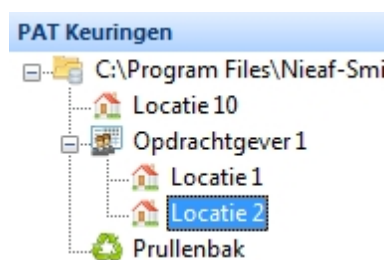 PAT Keuringen
C:\Program Files\Nieaf-Smi
Locatie 10
Opdrachtgever 1
Locatie 1
Locatie 2
Prullenbak